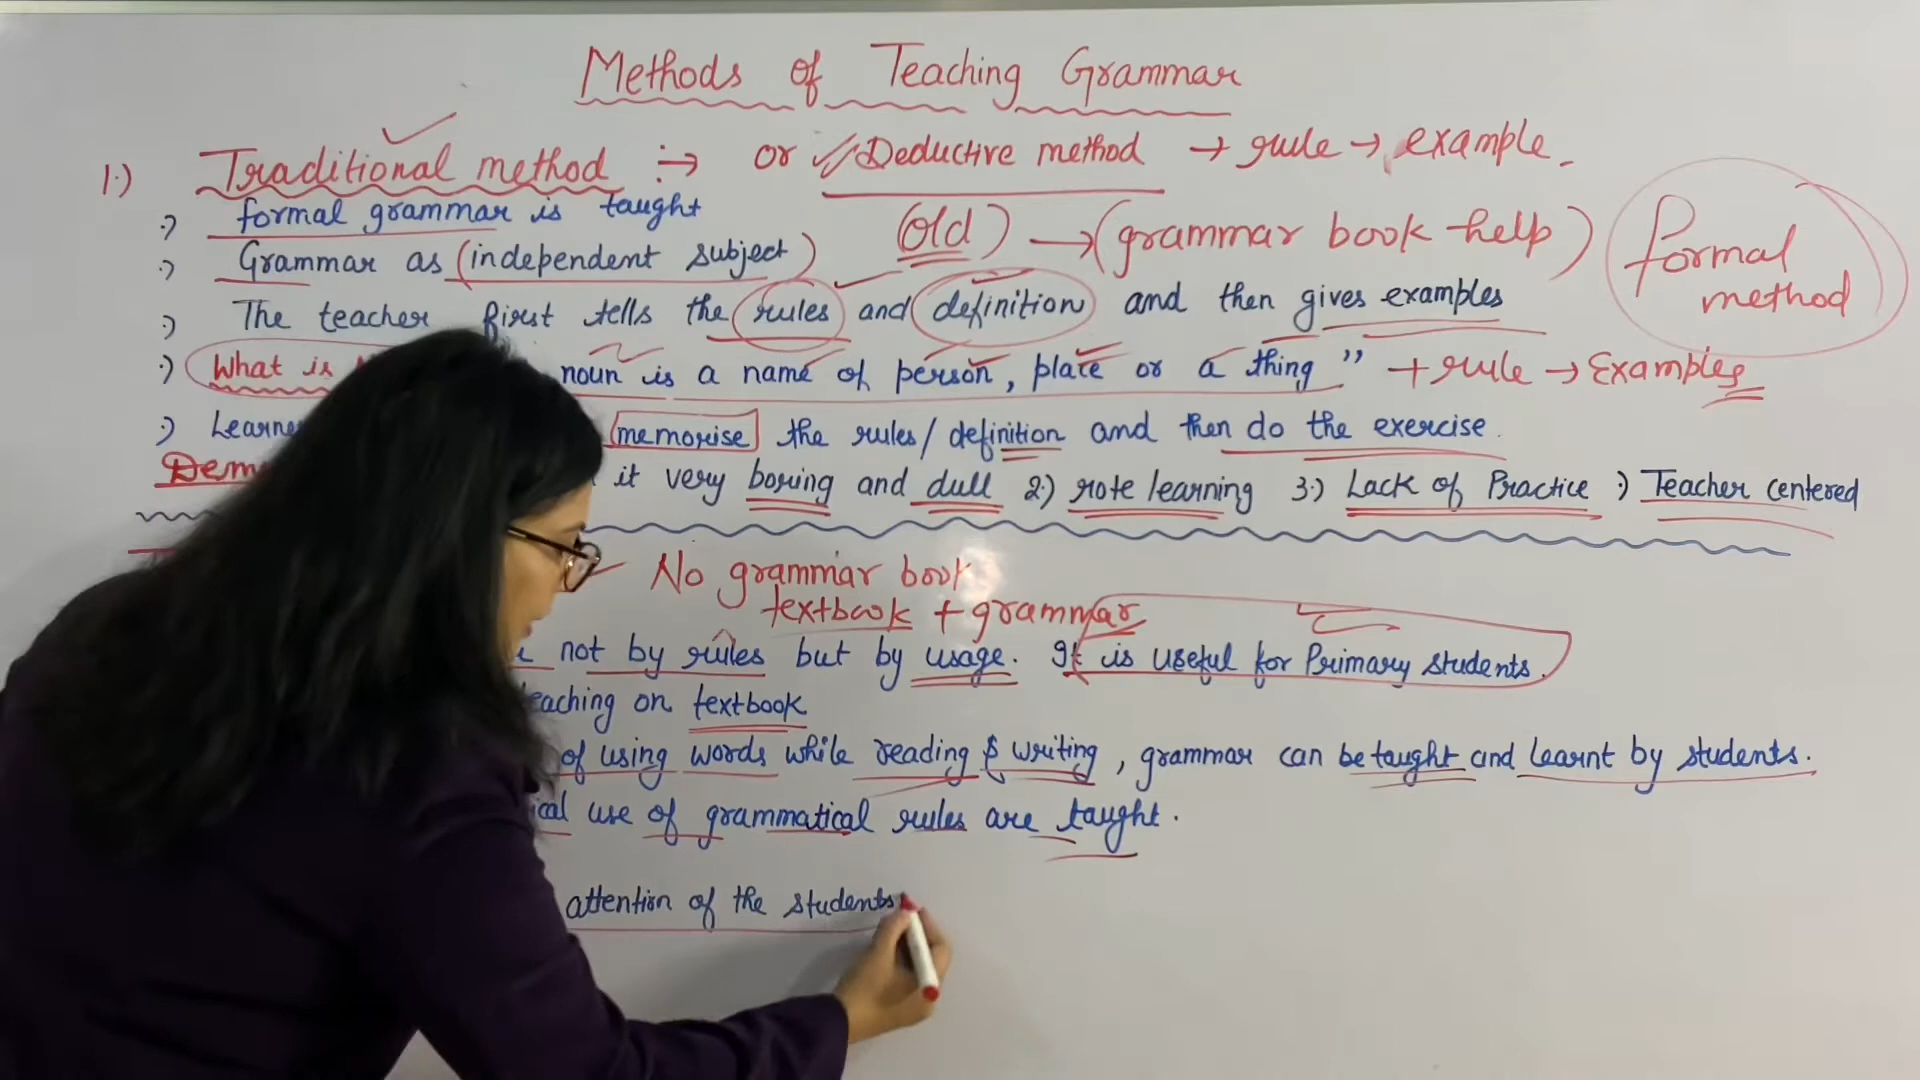 Methods of Teaching Grammar
1.) Traditional method :→ or Deductive method → rule → example.
:) formal grammar is taught
(old) → (grammar book help)
formal method
:) Grammar as (independent subject)
:) The teacher first tells the rules and definition and then gives examples
:) What is noun is a name of person, place or a thing" + rule → Examples
:) memorise the rules/definition and then do the exercise.
it very boring and dull 2.) rote learning 3.) Lack of Practice :) Teacher centered
No grammar book
textbook + grammar
not by rules but by usage. It is useful for Primary students.
on textbook
of using words while reading & writing, grammar can be taught and learnt by students.
use of grammatical rules are taught.
attention of the students